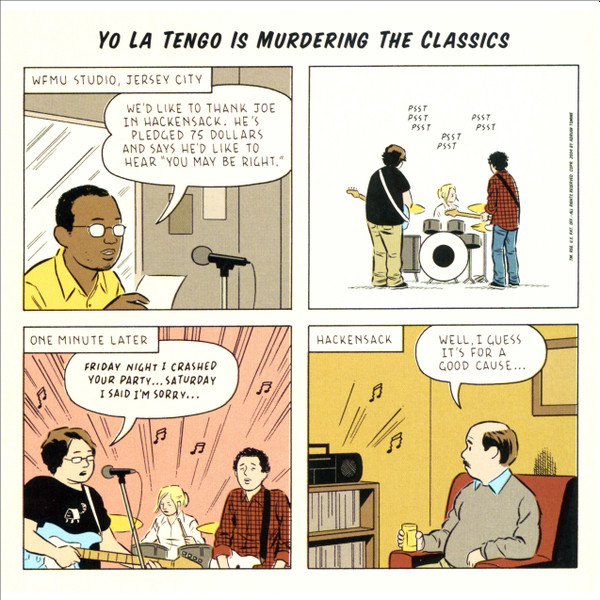 YO LA TENGO IS MURDERING THE CLASSICS
WFMU STUDIO, JERSEY CITY
WE'D LIKE TO THANK JOE
IN HACKENSACK. HE'S
PLEDGED 75 DOLLARS
AND SAYS HE'D LIKE TO
HEAR "YOU MAY BE RIGHT."
PSST
PSST
PSST
PSST
PSST
PSST
PSST
ONE MINUTE LATER
FRIDAY NIGHT I CRASHED
YOUR PARTY...SATURDAY
I SAID I'M SORRY...
HACKENSACK
WELL, I GUESS
IT'S FOR A
GOOD CAUSE...